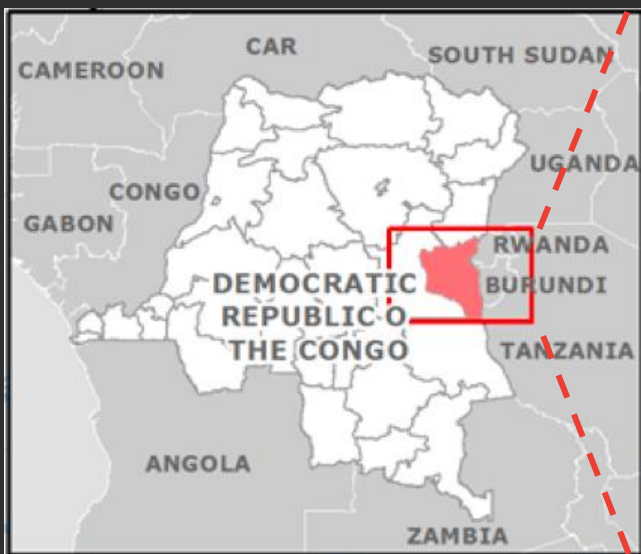 CAR
SOUTH SUDAN
CAMEROON
UGANDA
CONGO
GABON
RWANDA
DEMOCRATIC
BURUNDI
REPUBLIC O
THE CONGO
TANZANIA
ANGOLA
ZAMBIA